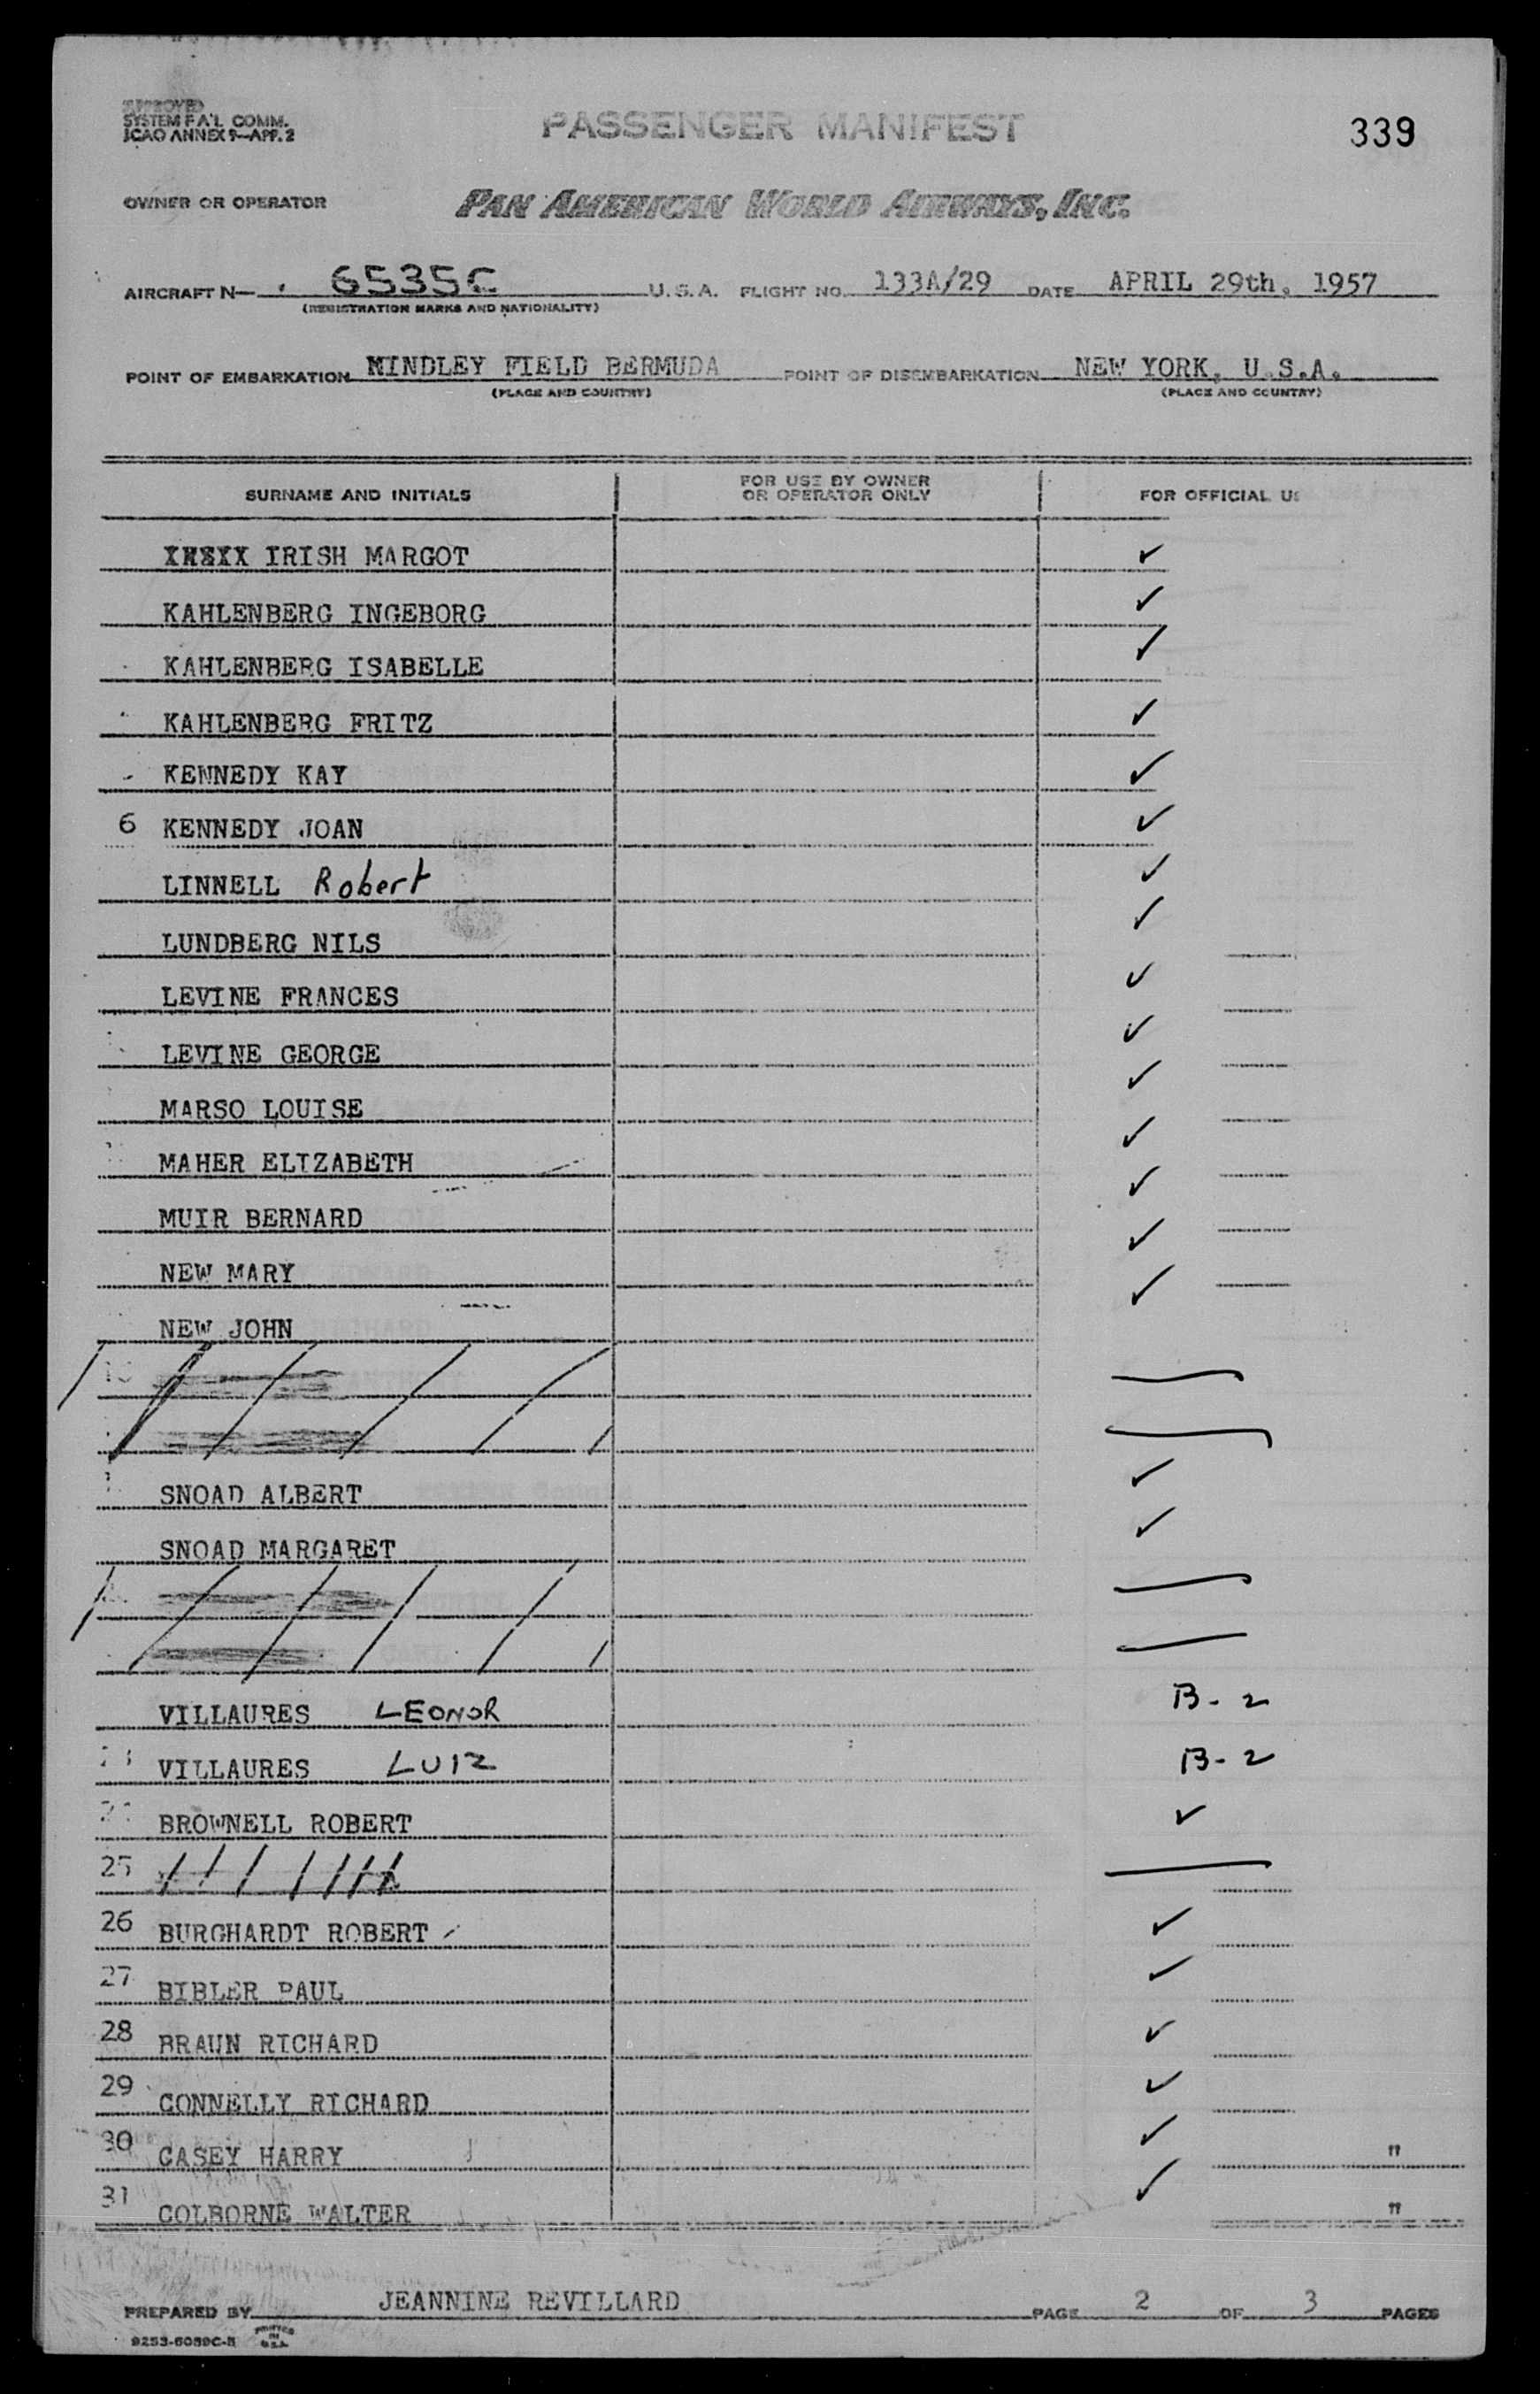 APPROVED
SYSTEM F A'L COMM.
ICAO ANNEX 9—APP. 2
PASSENGER MANIFEST
339
OWNER OR OPERATOR
PAN AMERICAN WORLD AIRWAYS, INC.
AIRCRAFT N— 6535C U. S. A. FLIGHT NO. 133A/29 DATE APRIL 29th, 1957
(REGISTRATION MARKS AND NATIONALITY)
POINT OF EMBARKATION KINDLEY FIELD BERMUDA POINT OF DISEMBARKATION NEW YORK, U.S.A.
(PLACE AND COUNTRY) (PLACE AND COUNTRY)
SURNAME AND INITIALS
FOR USE BY OWNER
OR OPERATOR ONLY
FOR OFFICIAL US
IRISH MARGOT ✓
KAHLENBERG INGEBORG ✓
KAHLENBERG ISABELLE ✓
KAHLENBERG FRITZ ✓
KENNEDY KAY ✓
6 KENNEDY JOAN ✓
LINNELL Robert ✓
LUNDBERG NILS ✓
LEVINE FRANCES ✓
LEVINE GEORGE ✓
MARSO LOUISE ✓
MAHER ELIZABETH ✓
MUIR BERNARD ✓
NEW MARY ✓
NEW JOHN ✓
SNOAD ALBERT ✓
SNOAD MARGARET ✓
VILLAURES LEONOR B-2
VILLAURES LUIZ B-2
BROWNELL ROBERT ✓
25
26 BURGHARDT ROBERT ✓
27 BIBLER PAUL ✓
28 BRAUN RICHARD ✓
29 CONNELLY RICHARD ✓
30 CASEY HARRY ✓ "
31 COLBORNE WALTER ✓ "
PREPARED BY JEANNINE REVILLARD PAGE 2 OF 3 PAGES
9253-6089C-N PRINTED IN U.S.A.